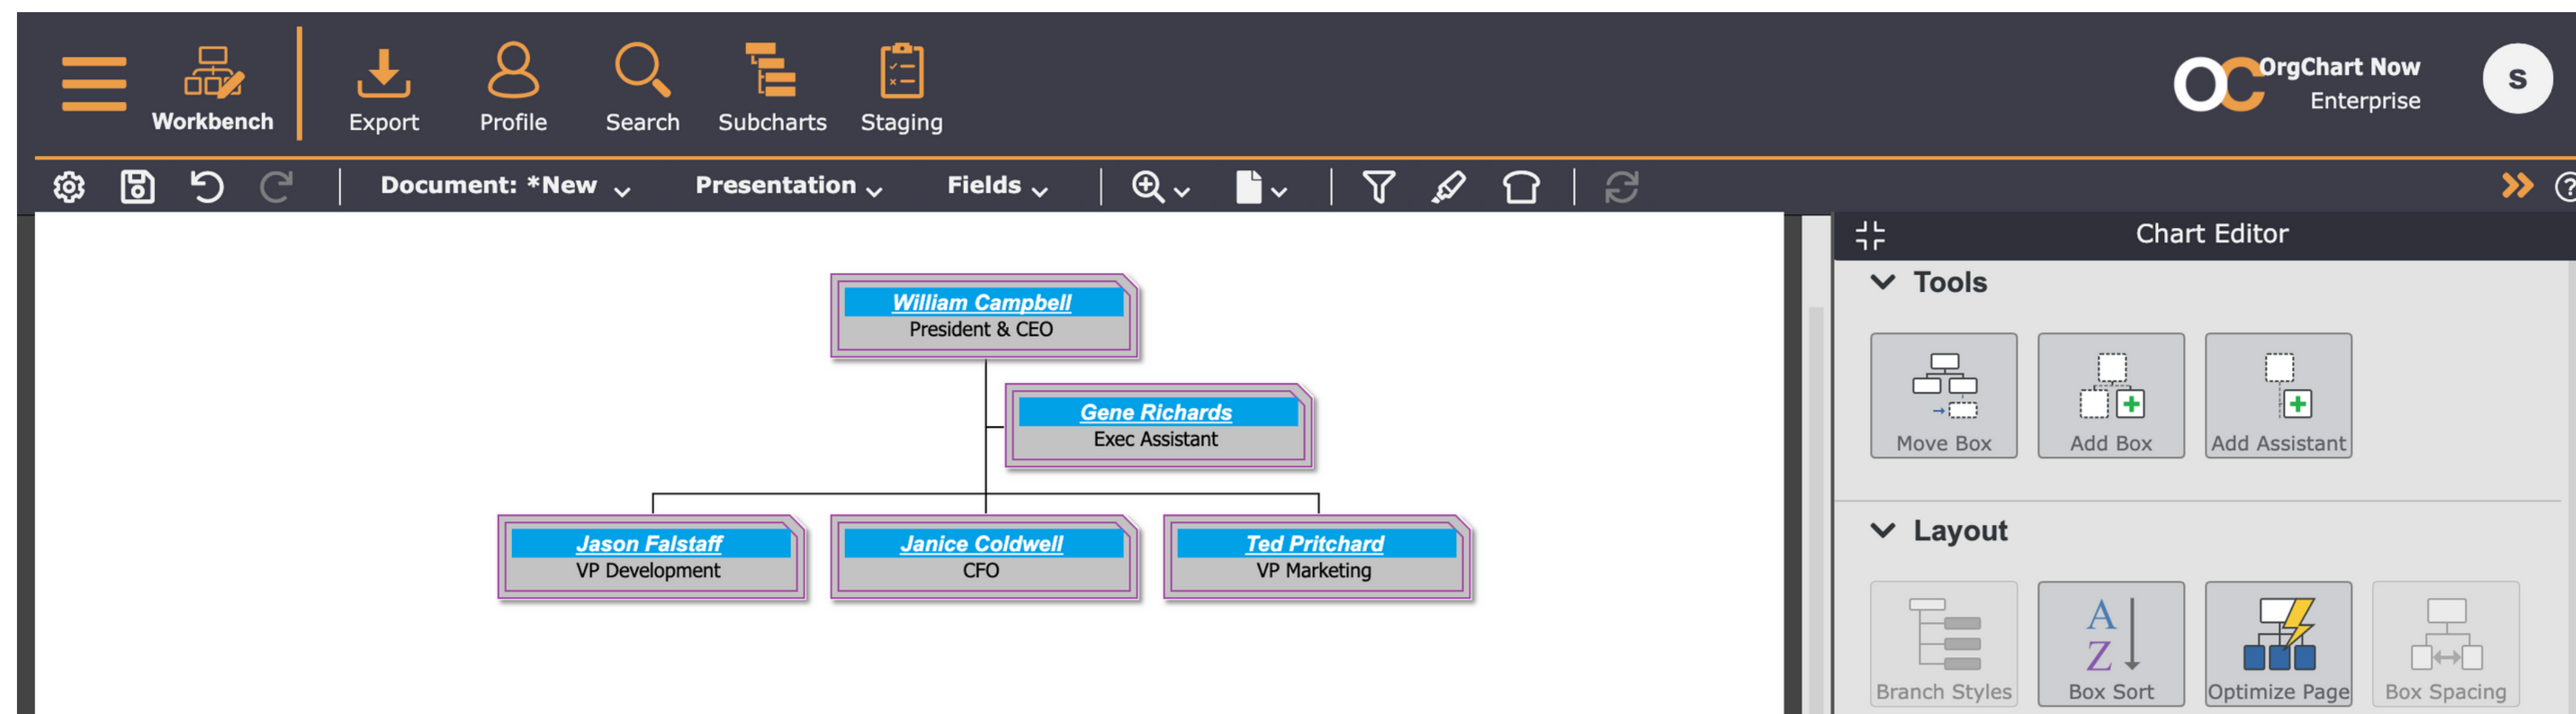 Workbench
Export
Profile
Search
Subcharts
Staging
OC OrgChart Now
Enterprise
S
Document: *New
Presentation
Fields
Chart Editor
William Campbell
President & CEO
Gene Richards
Exec Assistant
Jason Falstaff
VP Development
Janice Coldwell
CFO
Ted Pritchard
VP Marketing
Tools
Move Box
Add Box
Add Assistant
Layout
A
Z
Branch Styles
Box Sort
Optimize Page
Box Spacing